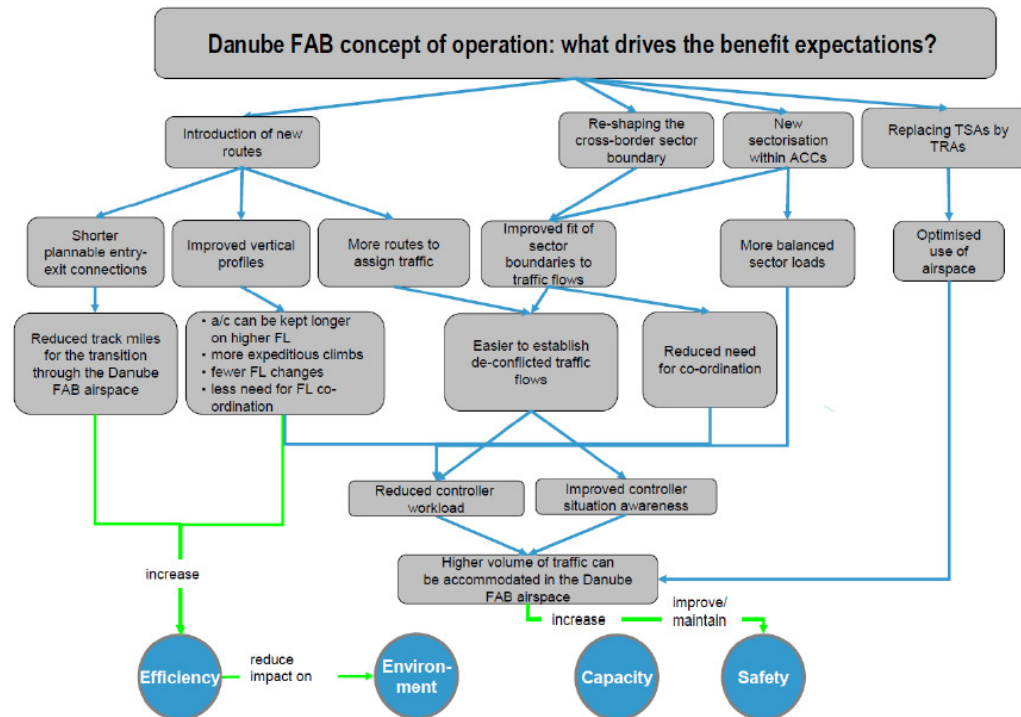 Danube FAB concept of operation: what drives the benefit expectations?
Introduction of new
routes
Re-shaping the
cross-border sector
boundary
New
sectorisation
within ACCs
Replacing TSAs by
TRAs
Shorter
plannable entry-
exit connections
Improved vertical
profiles
More routes to
assign traffic
Improved fit of
sector
boundaries to
traffic flows
More balanced
sector loads
Optimised
use of
airspace
Reduced track miles
for the transition
through the Danube
FAB airspace
• a/c can be kept longer
on higher FL
• more expeditious climbs
• fewer FL changes
• less need for FL co-
ordination
Easier to establish
de-conflicted traffic
flows
Reduced need
for co-ordination
Reduced controller
workload
Improved controller
situation awareness
Higher volume of traffic can
be accommodated in the Danube
FAB airspace
increase
increase
improve/
maintain
Efficiency
reduce
impact on
Environ-
ment
Capacity
Safety